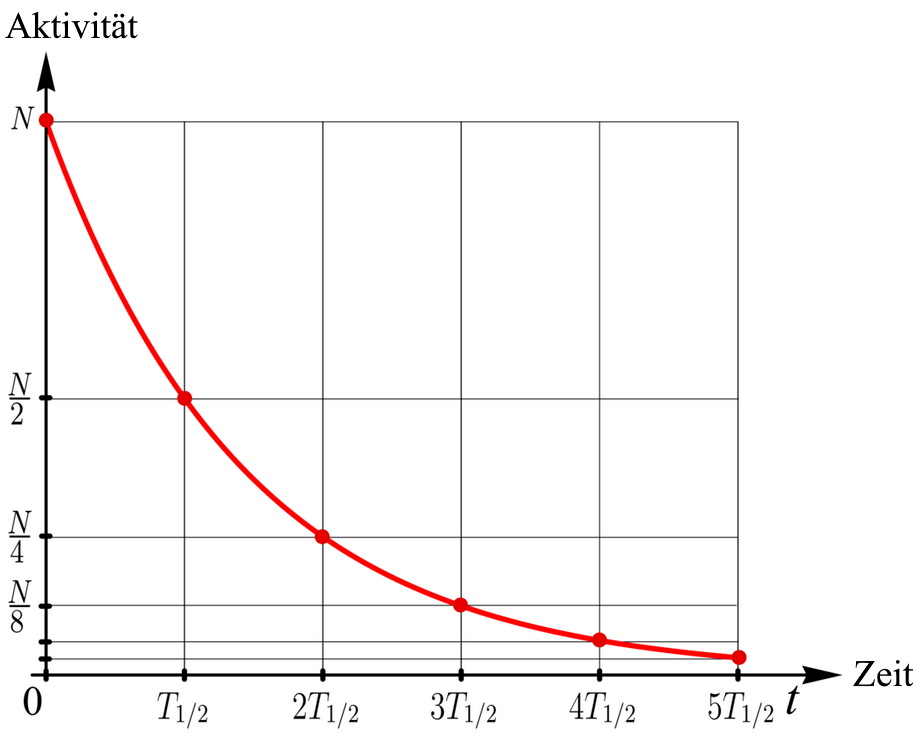 Aktivität
N
N/2
N/4
N/8
0
T1/2
2T1/2
3T1/2
4T1/2
5T1/2
t
Zeit